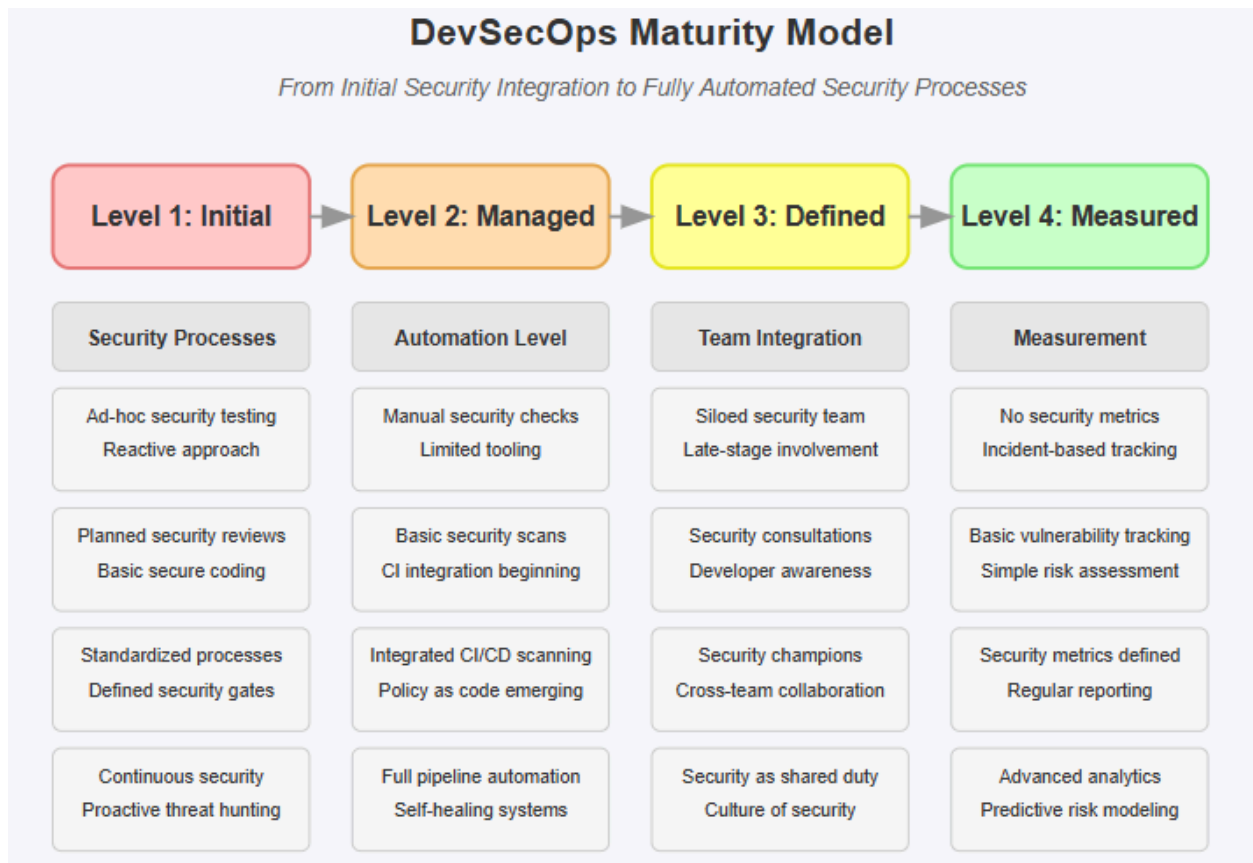 DevSecOps Maturity Model
From Initial Security Integration to Fully Automated Security Processes
Level 1: Initial
Level 2: Managed
Level 3: Defined
Level 4: Measured
Security Processes
Automation Level
Team Integration
Measurement
Ad-hoc security testing
Reactive approach
Manual security checks
Limited tooling
Siloed security team
Late-stage involvement
No security metrics
Incident-based tracking
Planned security reviews
Basic secure coding
Basic security scans
CI integration beginning
Security consultations
Developer awareness
Basic vulnerability tracking
Simple risk assessment
Standardized processes
Defined security gates
Integrated CI/CD scanning
Policy as code emerging
Security champions
Cross-team collaboration
Security metrics defined
Regular reporting
Continuous security
Proactive threat hunting
Full pipeline automation
Self-healing systems
Security as shared duty
Culture of security
Advanced analytics
Predictive risk modeling